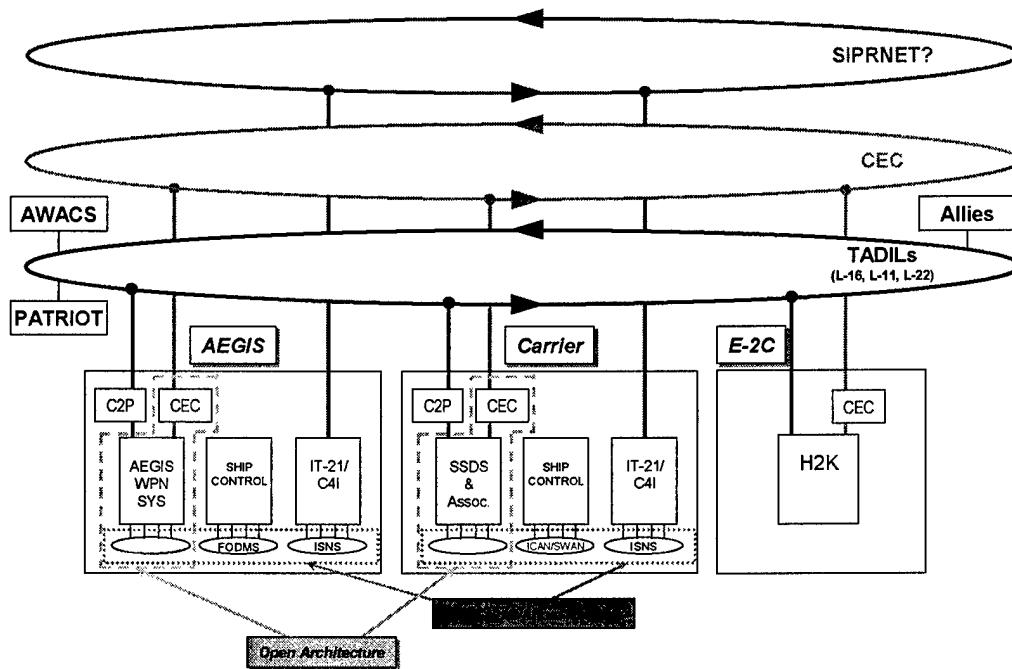 SIPRNET?
CEC
AWACS
Allies
TADILs
(L-16, L-11, L-22)
PATRIOT
AEGIS
Carrier
E-2C
C2P
CEC
C2P
CEC
CEC
AEGIS
WPN
SYS
SHIP
CONTROL
IT-21/
C4I
SSDS
&
Assoc.
SHIP
CONTROL
IT-21/
C4I
H2K
FODMS
ISNS
ICAN/SWAN
ISNS
Open Architecture